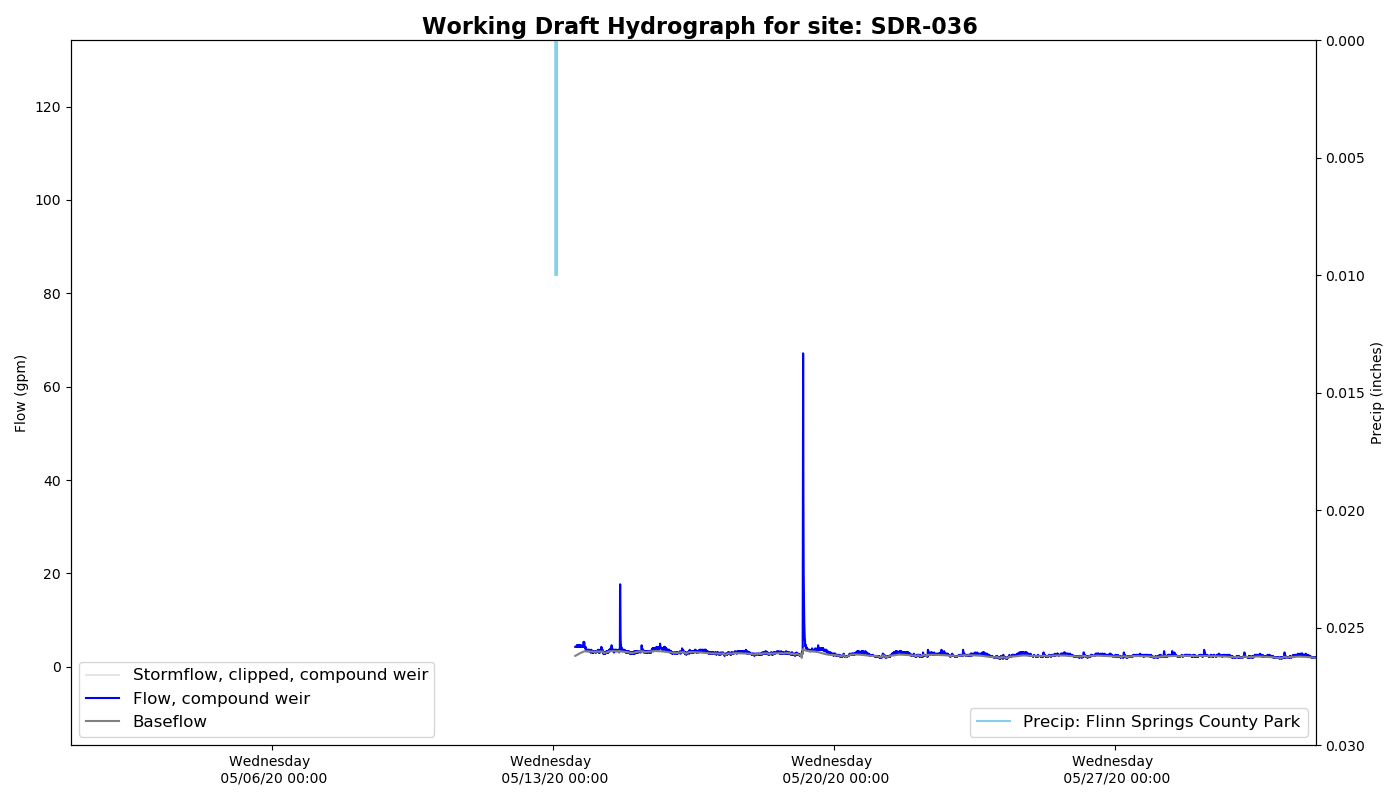 Working Draft Hydrograph for site: SDR-036
120
100
80
60
40
20
0
Flow (gpm)
0.000
0.005
0.010
0.015
0.020
0.025
0.030
Precip (inches)
Stormflow, clipped, compound weir
Flow, compound weir
Baseflow
Precip: Flinn Springs County Park
Wednesday
05/06/20 00:00
Wednesday
05/13/20 00:00
Wednesday
05/20/20 00:00
Wednesday
05/27/20 00:00